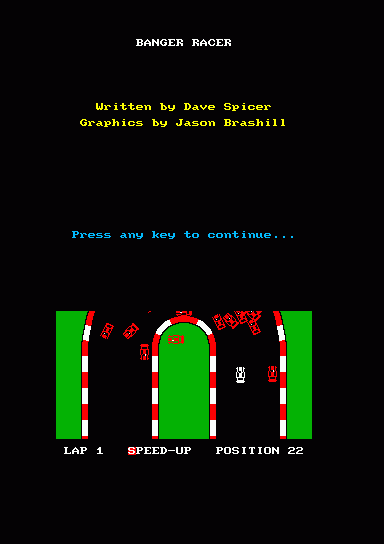 BANGER RACER
Written by Dave Spicer
Graphics by Jason Brashill
Press any key to continue...
LAP 1 SPEED-UP POSITION 22